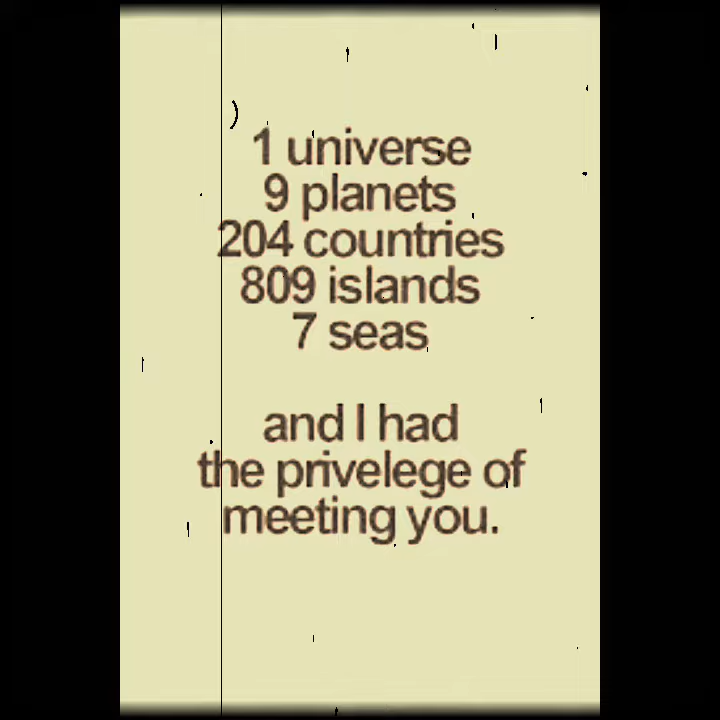 1 universe
9 planets
204 countries
809 islands
7 seas
and I had
the privelege of
meeting you.